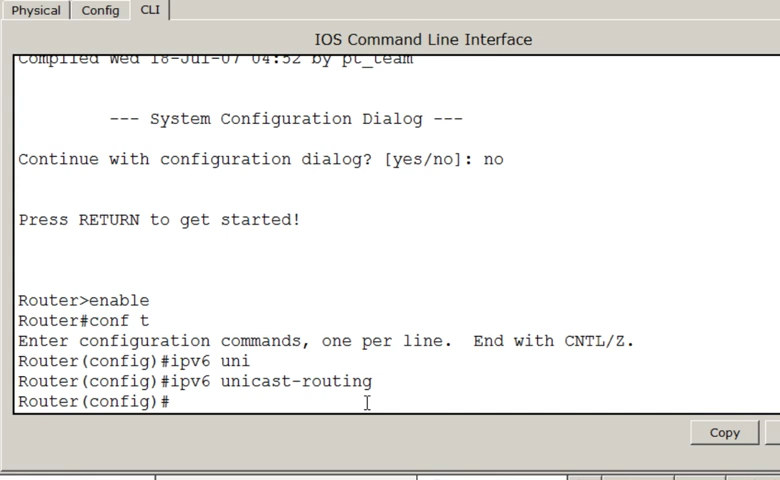 Physical Config CLI
IOS Command Line Interface
Compiled Wed 18-Jul-07 04:52 by pt_team
--- System Configuration Dialog ---
Continue with configuration dialog? [yes/no]: no
Press RETURN to get started!
Router>enable
Router#conf t
Enter configuration commands, one per line.  End with CNTL/Z.
Router(config)#ipv6 uni
Router(config)#ipv6 unicast-routing
Router(config)#
Copy